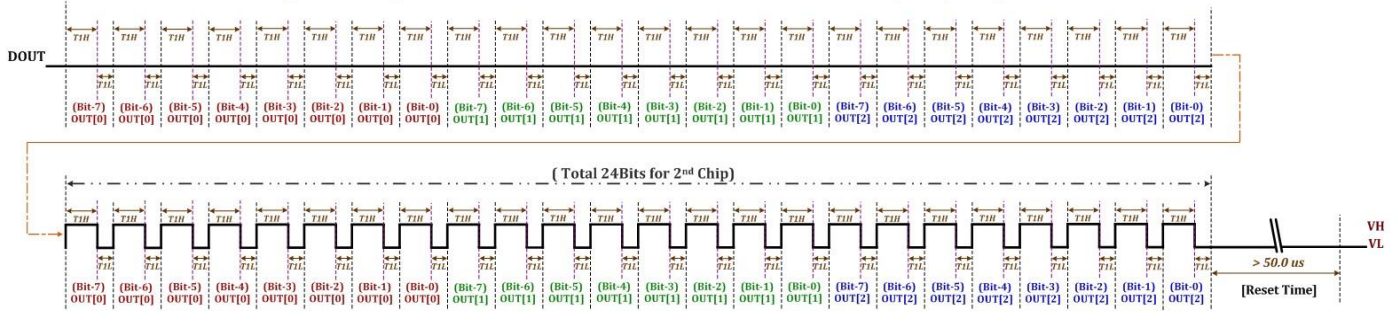 T1H T1H T1H T1H T1H T1H T1H T1H T1H T1H T1H T1H T1H T1H T1H T1H T1H T1H T1H T1H T1H T1H T1H T1H
DOUT
T1L T1L T1L T1L T1L T1L T1L T1L T1L T1L T1L T1L T1L T1L T1L T1L T1L T1L T1L T1L T1L T1L T1L T1L
(Bit-7) (Bit-6) (Bit-5) (Bit-4) (Bit-3) (Bit-2) (Bit-1) (Bit-0) (Bit-7) (Bit-6) (Bit-5) (Bit-4) (Bit-3) (Bit-2) (Bit-1) (Bit-0) (Bit-7) (Bit-6) (Bit-5) (Bit-4) (Bit-3) (Bit-2) (Bit-1) (Bit-0)
OUT[0] OUT[0] OUT[0] OUT[0] OUT[0] OUT[0] OUT[0] OUT[0] OUT[1] OUT[1] OUT[1] OUT[1] OUT[1] OUT[1] OUT[1] OUT[1] OUT[2] OUT[2] OUT[2] OUT[2] OUT[2] OUT[2] OUT[2] OUT[2]
( Total 24Bits for 2nd Chip)
T1H T1H T1H T1H T1H T1H T1H T1H T1H T1H T1H T1H T1H T1H T1H T1H T1H T1H T1H T1H T1H T1H T1H T1H
VH
VL
T1L T1L T1L T1L T1L T1L T1L T1L T1L T1L T1L T1L T1L T1L T1L T1L T1L T1L T1L T1L T1L T1L T1L T1L
> 50.0 us
(Bit-7) (Bit-6) (Bit-5) (Bit-4) (Bit-3) (Bit-2) (Bit-1) (Bit-0) (Bit-7) (Bit-6) (Bit-5) (Bit-4) (Bit-3) (Bit-2) (Bit-1) (Bit-0) (Bit-7) (Bit-6) (Bit-5) (Bit-4) (Bit-3) (Bit-2) (Bit-1) (Bit-0)
OUT[0] OUT[0] OUT[0] OUT[0] OUT[0] OUT[0] OUT[0] OUT[0] OUT[1] OUT[1] OUT[1] OUT[1] OUT[1] OUT[1] OUT[1] OUT[1] OUT[2] OUT[2] OUT[2] OUT[2] OUT[2] OUT[2] OUT[2] OUT[2]
[Reset Time]